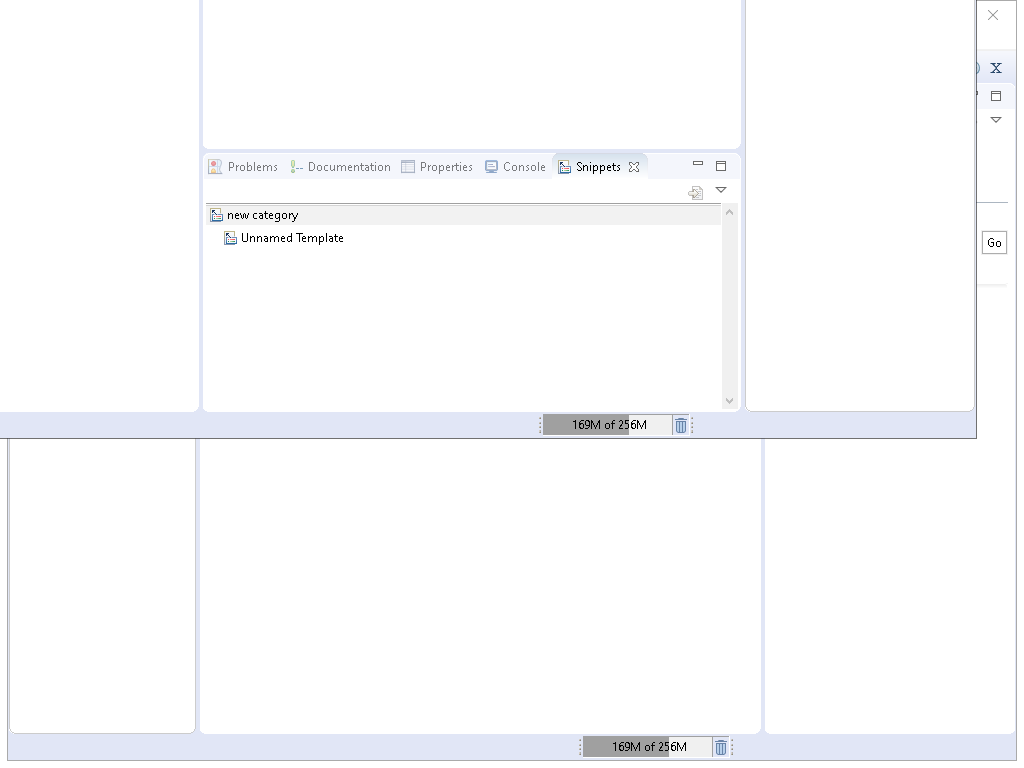 Problems Documentation Properties Console Snippets
new category
Unnamed Template
Go
169M of 256M
169M of 256M